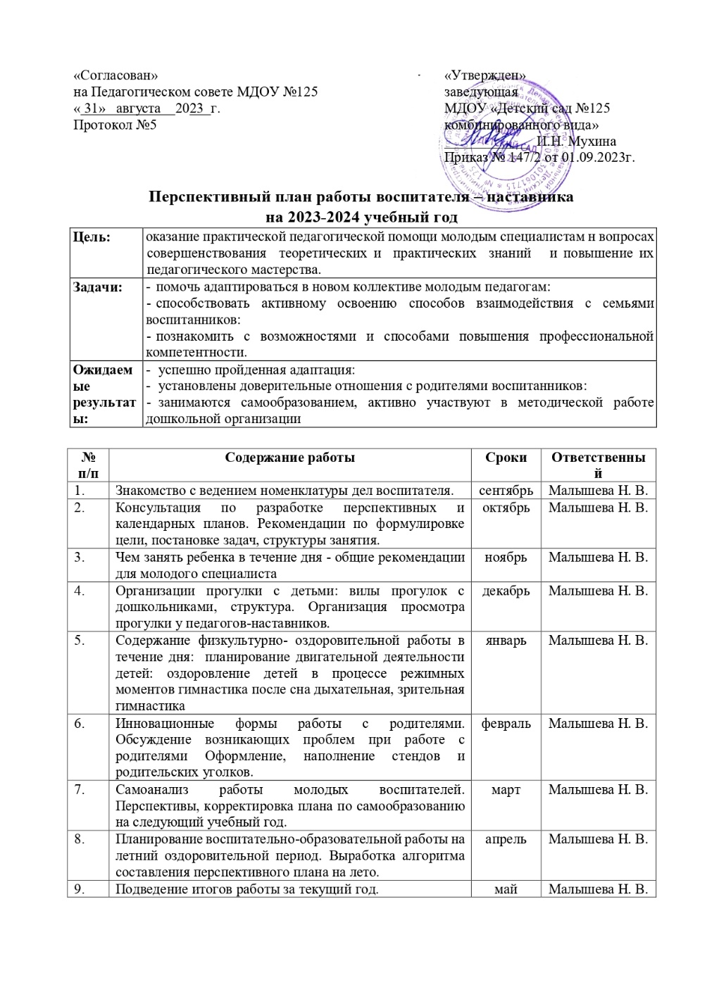 «Согласован»
на Педагогическом совете МДОУ №125
« 31» августа 2023 г.
Протокол №5
«Утвержден»
заведующая
МДОУ «Детский сад №125
комбинированного вида»
И.Н. Мухина
Приказ № 147/2 от 01.09.2023г.
Перспективный план работы воспитателя – наставника
на 2023-2024 учебный год
Цель:
оказание практической педагогической помощи молодым специалистам н вопросах
совершенствования теоретических и практических знаний и повышение их
педагогического мастерства.
Задачи:
- помочь адаптироваться в новом коллективе молодым педагогам:
- способствовать активному освоению способов взаимодействия с семьями
воспитанников:
- познакомить с возможностями и способами повышения профессиональной
компетентности.
Ожидаем
ые
результат
ы:
- успешно пройденная адаптация:
- установлены доверительные отношения с родителями воспитанников:
- занимаются самообразованием, активно участвуют в методической работе
дошкольной организации
№
п/п
Содержание работы
Сроки
Ответственны
й
1. Знакомство с ведением номенклатуры дел воспитателя. сентябрь Малышева Н. В.
2. Консультация по разработке перспективных и октябрь Малышева Н. В.
календарных планов. Рекомендации по формулировке
цели, постановке задач, структуры занятия.
3. Чем занять ребенка в течение дня - общие рекомендации ноябрь Малышева Н. В.
для молодого специалиста
4. Организации прогулки с детьми: вилы прогулок с декабрь Малышева Н. В.
дошкольниками, структура. Организация просмотра
прогулки у педагогов-наставников.
5. Содержание физкультурно- оздоровительной работы в январь Малышева Н. В.
течение дня: планирование двигательной деятельности
детей: оздоровление детей в процессе режимных
моментов гимнастика после сна дыхательная, зрительная
гимнастика
6. Инновационные формы работы с родителями. февраль Малышева Н. В.
Обсуждение возникающих проблем при работе с
родителями Оформление, наполнение стендов и
родительских уголков.
7. Самоанализ работы молодых воспитателей. март Малышева Н. В.
Перспективы, корректировка плана по самообразованию
на следующий учебный год.
8. Планирование воспитательно-образовательной работы на апрель Малышева Н. В.
летний оздоровительной период. Выработка алгоритма
составления перспективного плана на лето.
9. Подведение итогов работы за текущий год. май Малышева Н. В.